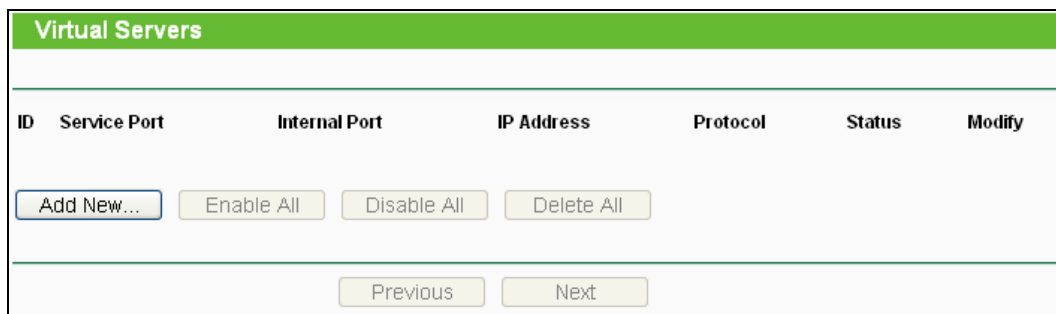 Virtual Servers
ID Service Port Internal Port IP Address Protocol Status Modify
Add New... Enable All Disable All Delete All
Previous Next